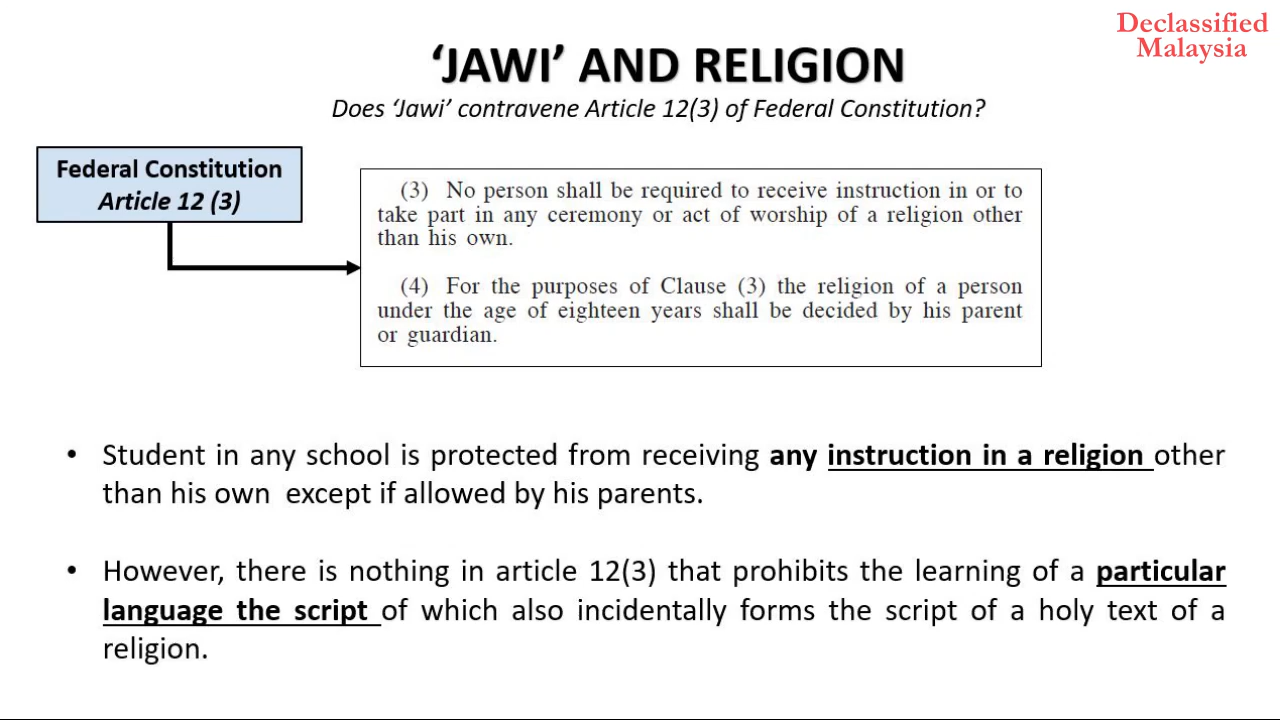 Declassified
Malaysia
‘JAWI’ AND RELIGION
Does ‘Jawi’ contravene Article 12(3) of Federal Constitution?
Federal Constitution
Article 12 (3)
(3) No person shall be required to receive instruction in or to
take part in any ceremony or act of worship of a religion other
than his own.
(4) For the purposes of Clause (3) the religion of a person
under the age of eighteen years shall be decided by his parent
or guardian.
• Student in any school is protected from receiving any instruction in a religion other
than his own except if allowed by his parents.
• However, there is nothing in article 12(3) that prohibits the learning of a particular
language the script of which also incidentally forms the script of a holy text of a
religion.